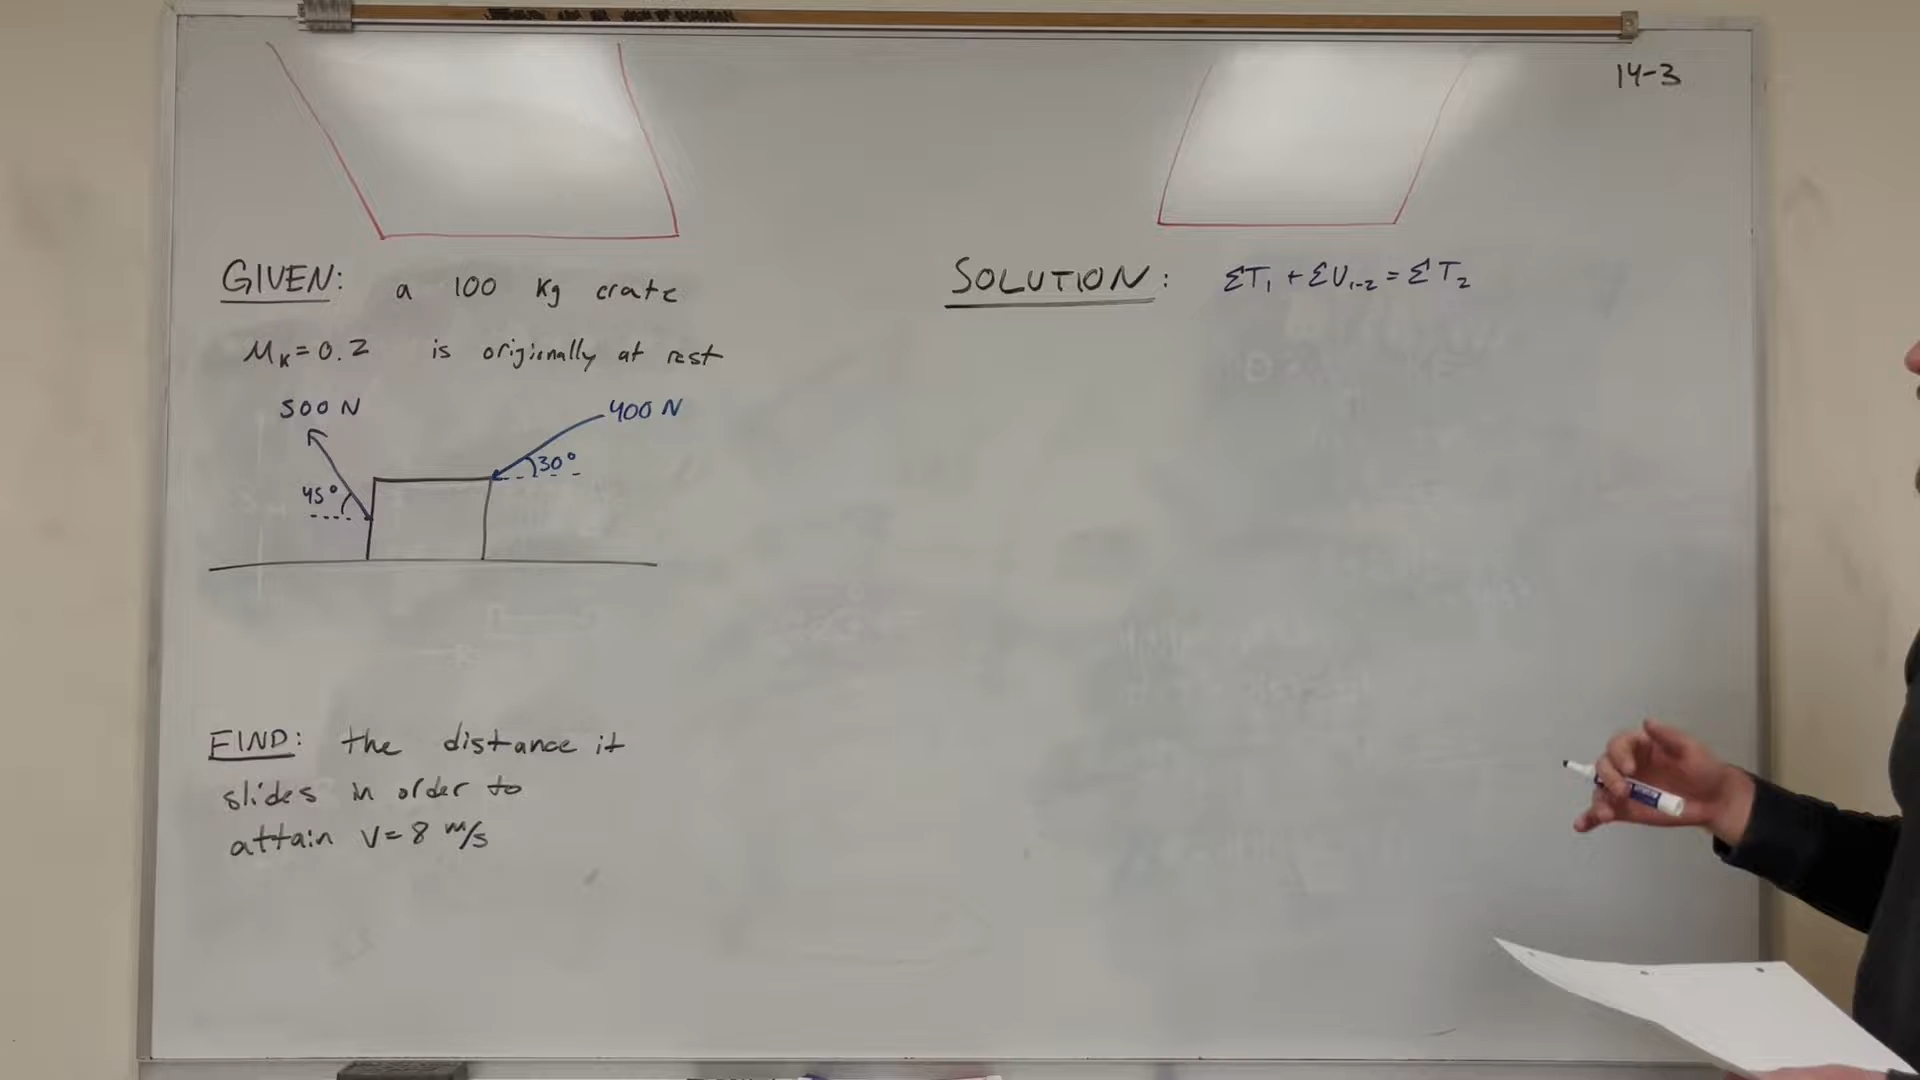 14-3
GIVEN: a 100 Kg crate
μk=0.2 is origionally at rest
500 N
400 N
30°
45°
FIND: the distance it
slides in order to
attain v=8 m/s
SOLUTION: ΣT₁ + ΣU₁₋₂ = ΣT₂